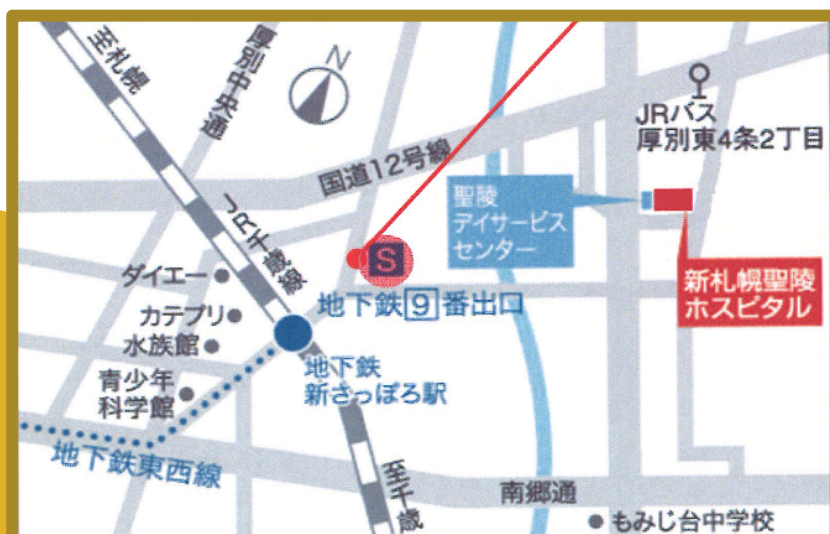 至札幌
厚別中央通
N
JRバス
厚別東4条2丁目
国道12号線
聖陵
デイサービス
センター
JR千歳線
S
新札幌聖陵
ホスピタル
ダイエー
地下鉄9番出口
カテプリ
水族館
地下鉄
新さっぽろ駅
青少年
科学館
地下鉄東西線
至千歳
南郷通
もみじ台中学校